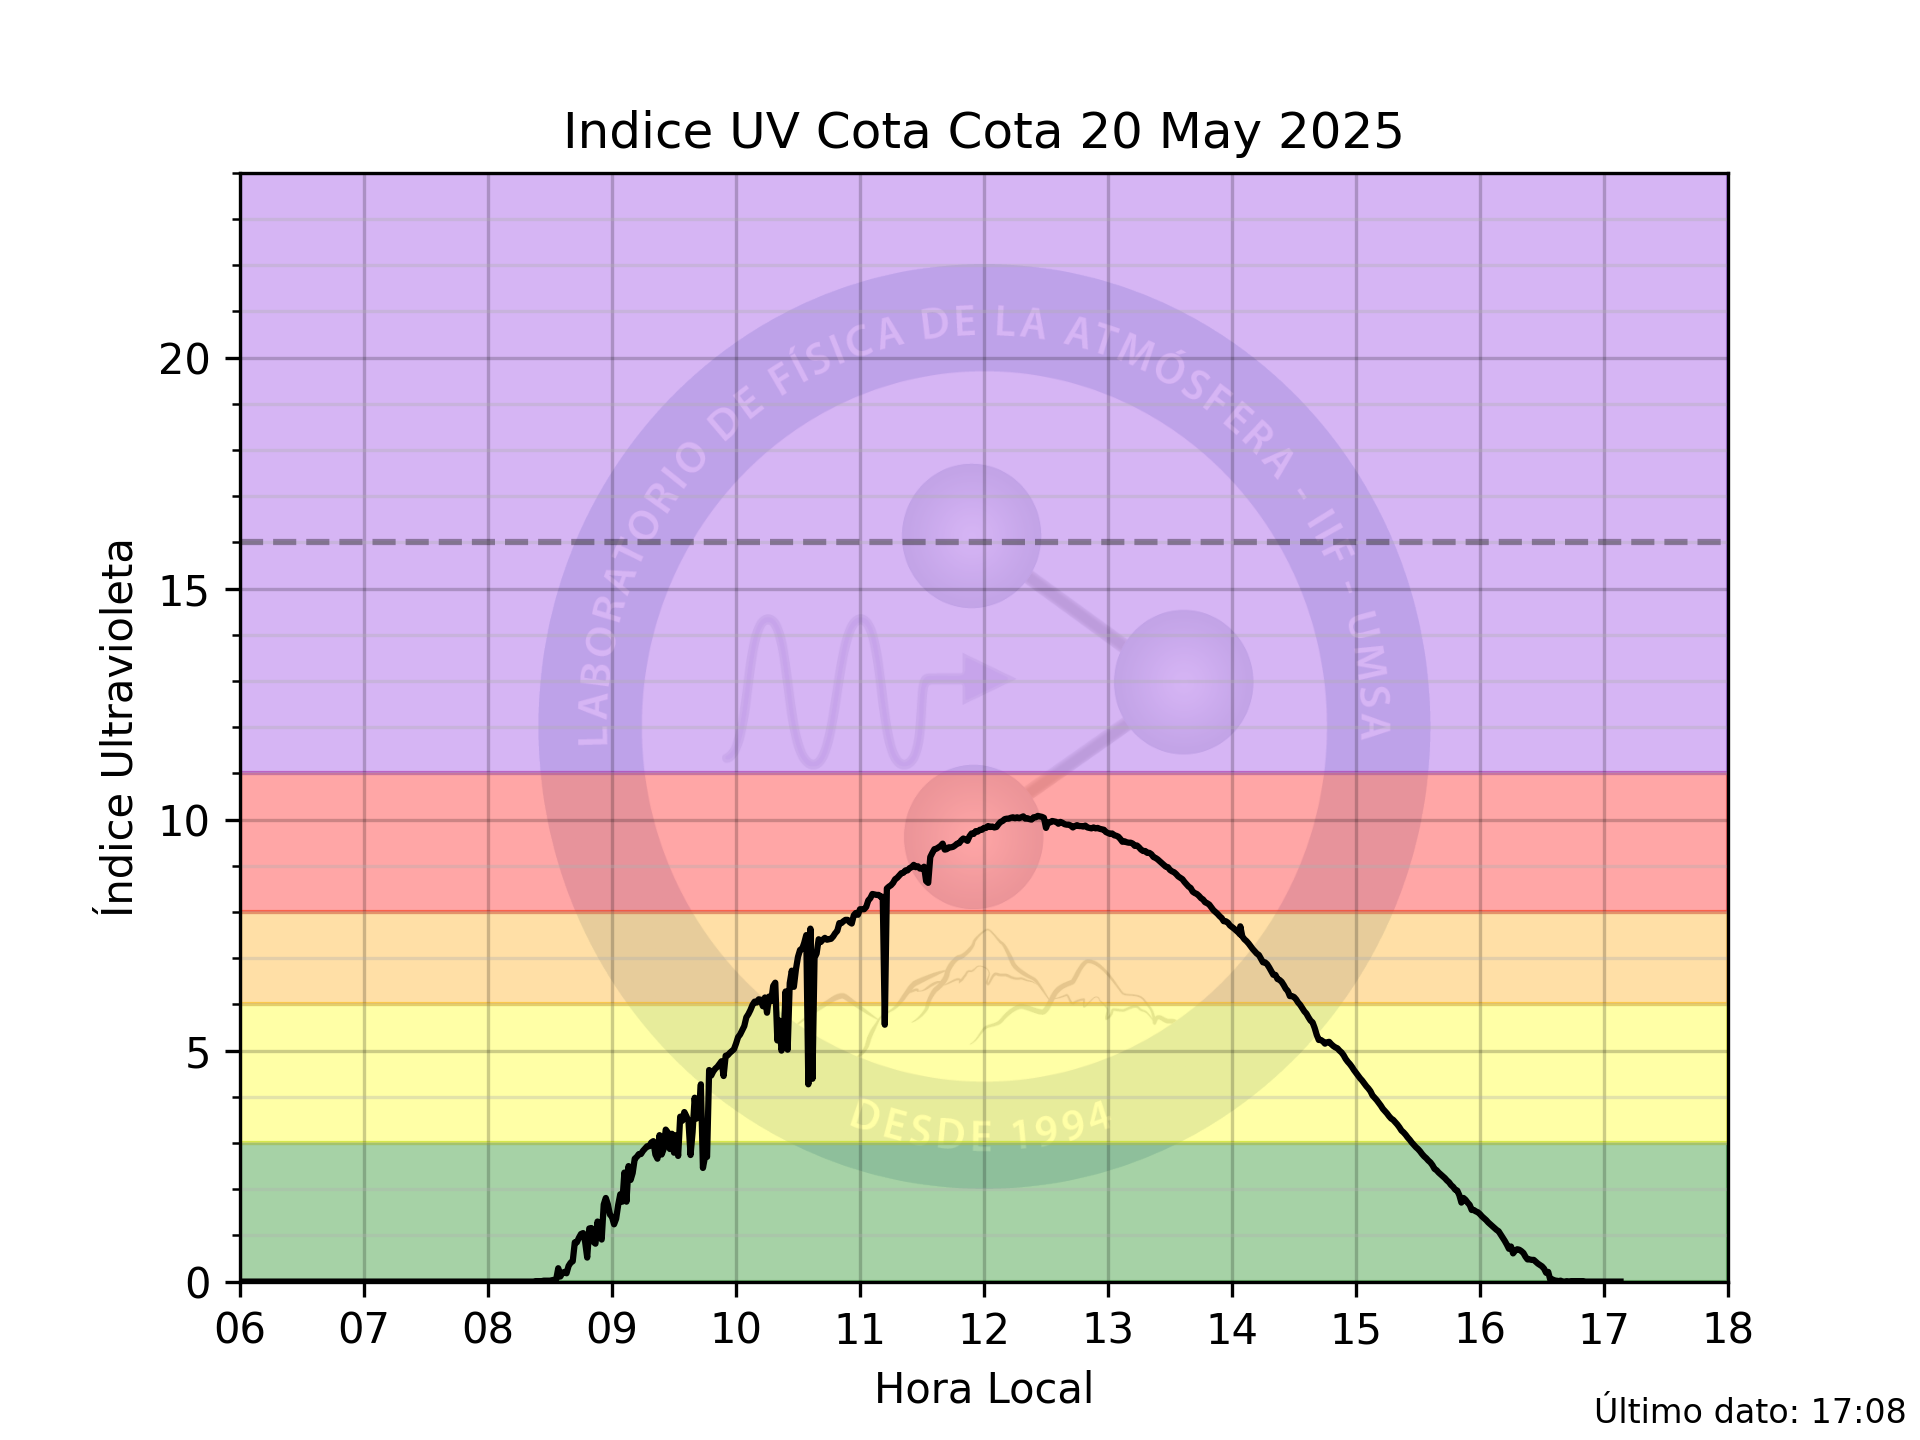 Indice UV Cota Cota 20 May 2025
Índice Ultravioleta
20
15
10
5
0
LABORATORIO DE FÍSICA DE LA ATMÓSFERA - IIF - UMSA
DESDE 1994
06 07 08 09 10 11 12 13 14 15 16 17 18
Hora Local
Último dato: 17:08